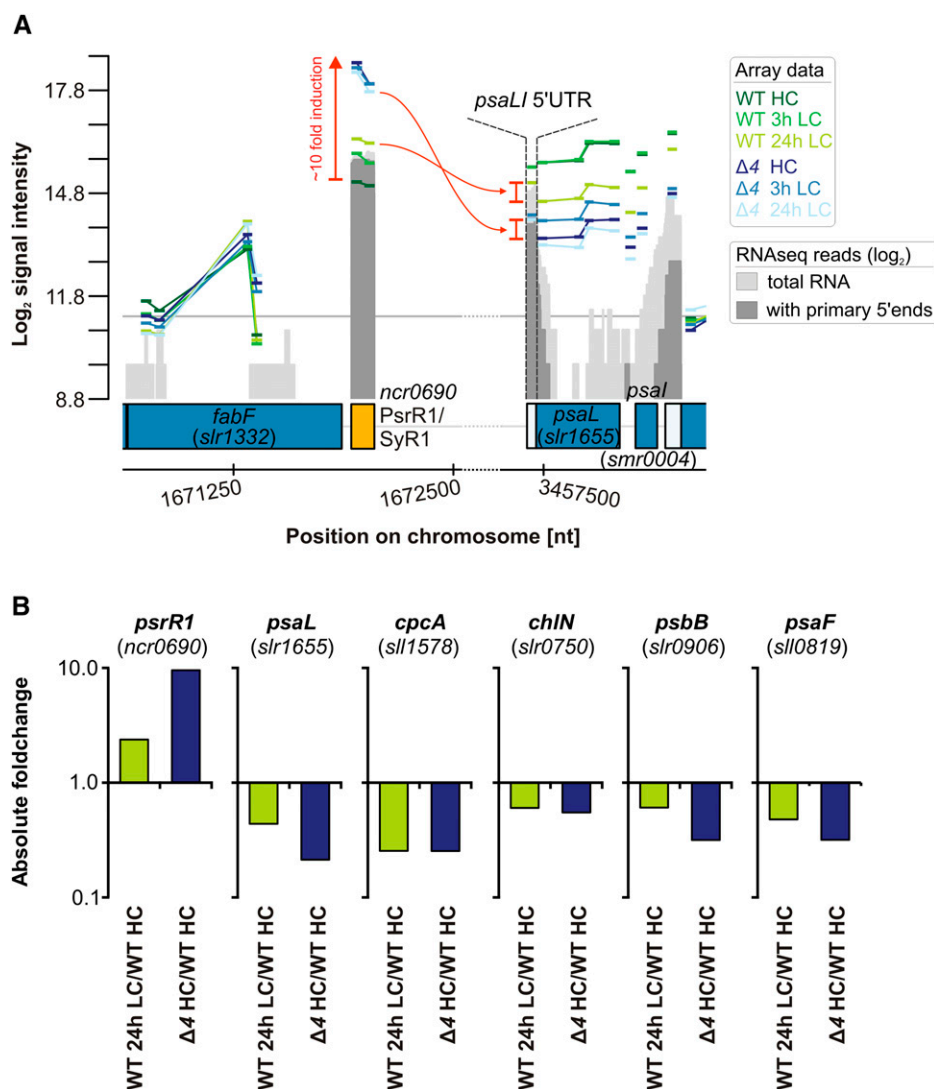 A
Log₂ signal intensity
17.8
14.8
11.8
8.8
~10 fold induction
psaLI 5'UTR
Array data
WT HC
WT 3h LC
WT 24h LC
Δ4 HC
Δ4 3h LC
Δ4 24h LC
RNAseq reads (log₂)
total RNA
with primary 5'ends
fabF
(slr1332)
ncr0690
PsrR1/
SyR1
psaL
(slr1655)
psaI
(smr0004)
1671250
1672500
3457500
Position on chromosome [nt]
B
psrR1
(ncr0690)
psaL
(slr1655)
cpcA
(sll1578)
chlN
(slr0750)
psbB
(slr0906)
psaF
(sll0819)
Absolute foldchange
10.0
1.0
0.1
WT 24h LC/WT HC
Δ4 HC/WT HC
WT 24h LC/WT HC
Δ4 HC/WT HC
WT 24h LC/WT HC
Δ4 HC/WT HC
WT 24h LC/WT HC
Δ4 HC/WT HC
WT 24h LC/WT HC
Δ4 HC/WT HC
WT 24h LC/WT HC
Δ4 HC/WT HC